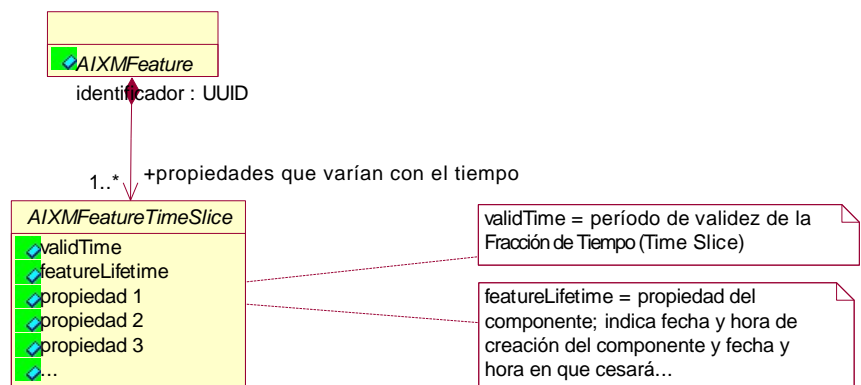 AIXMFeature
identificador : UUID
1..*
+propiedades que varían con el tiempo
AIXMFeatureTimeSlice
validTime
featureLifetime
propiedad 1
propiedad 2
propiedad 3
...
validTime = período de validez de la
Fracción de Tiempo (Time Slice)
featureLifetime = propiedad del
componente; indica fecha y hora de
creación del componente y fecha y
hora en que cesará...